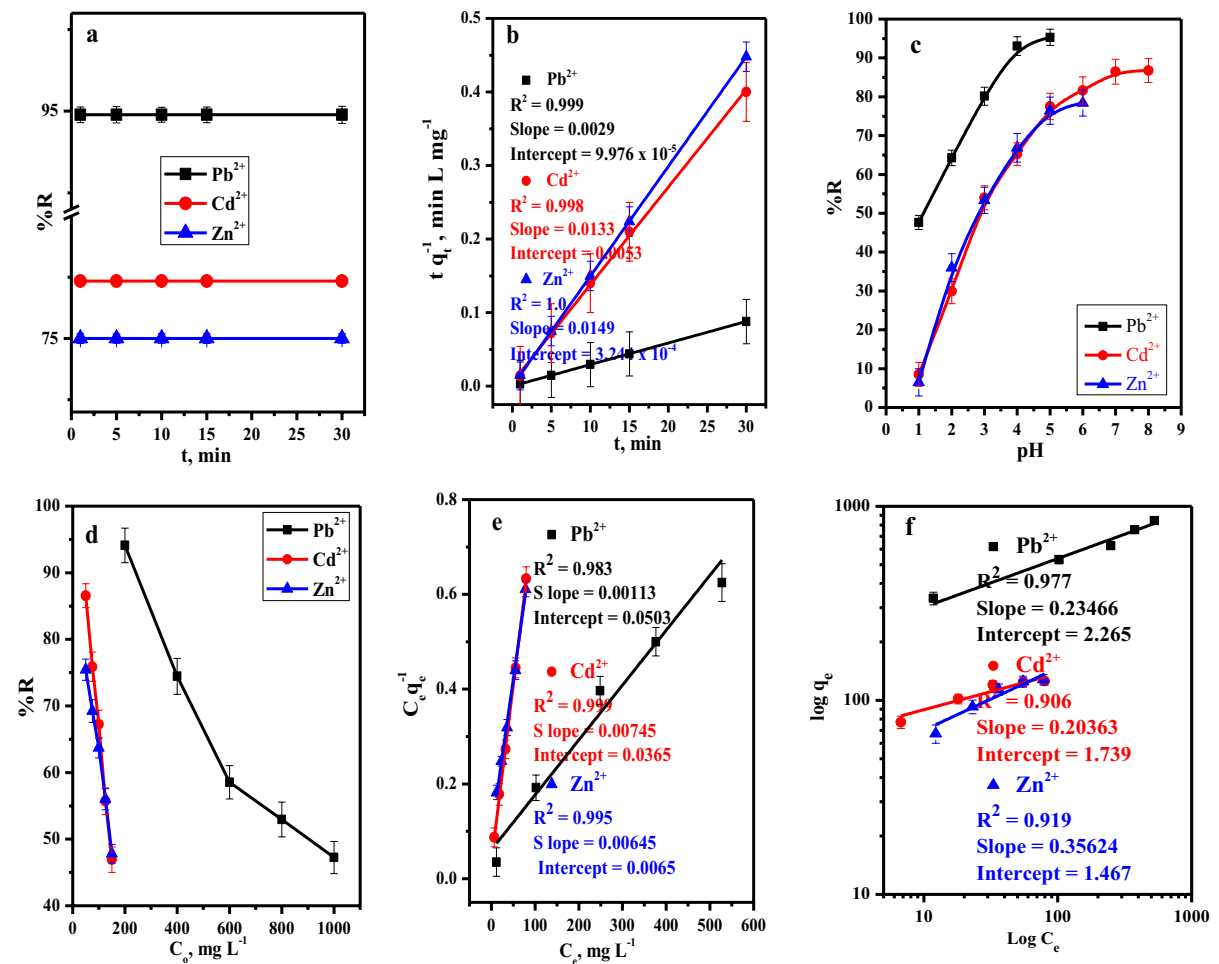 a
%R
95
75
Pb²⁺
Cd²⁺
Zn²⁺
0 5 10 15 20 25 30
t, min
b
t qₜ⁻¹, min L mg⁻¹
0.5
0.4
0.3
0.2
0.1
0.0
Pb²⁺
R² = 0.999
Slope = 0.0029
Intercept = 9.976 x 10⁻⁵
Cd²⁺
R² = 0.998
Slope = 0.0133
Intercept = 0.0053
Zn²⁺
R² = 1.0
Slope = 0.0149
Intercept = 3.24 x 10⁻⁴
0 5 10 15 20 25 30
t, min
c
%R
100
90
80
70
60
50
40
30
20
10
0
Pb²⁺
Cd²⁺
Zn²⁺
0 1 2 3 4 5 6 7 8 9
pH
d
%R
100
90
80
70
60
50
40
Pb²⁺
Cd²⁺
Zn²⁺
0 200 400 600 800 1000
Cₒ, mg L⁻¹
e
Cₑ qₑ⁻¹
0.8
0.6
0.4
0.2
0.0
Pb²⁺
R² = 0.983
S lope = 0.00113
Intercept = 0.0503
Cd²⁺
R² = 0.999
S lope = 0.00745
Intercept = 0.0365
Zn²⁺
R² = 0.995
S lope = 0.00645
Intercept = 0.0065
0 100 200 300 400 500 600
Cₑ, mg L⁻¹
f
log qₑ
1000
100
10
Pb²⁺
R² = 0.977
Slope = 0.23466
Intercept = 2.265
Cd²⁺
R² = 0.906
Slope = 0.20363
Intercept = 1.739
Zn²⁺
R² = 0.919
Slope = 0.35624
Intercept = 1.467
10 100 1000
Log Cₑ